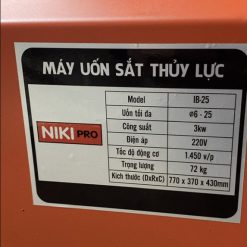 MÁY UỐN SẮT THỦY LỰC
NIKI PRO
Model IB-25
Uốn tối đa ø6 - 25
Công suất 3kw
Điện áp 220V
Tốc độ động cơ 1.450 v/p
Trọng lượng 72 kg
Kích thước (DxRxC) 770 x 370 x 430mm